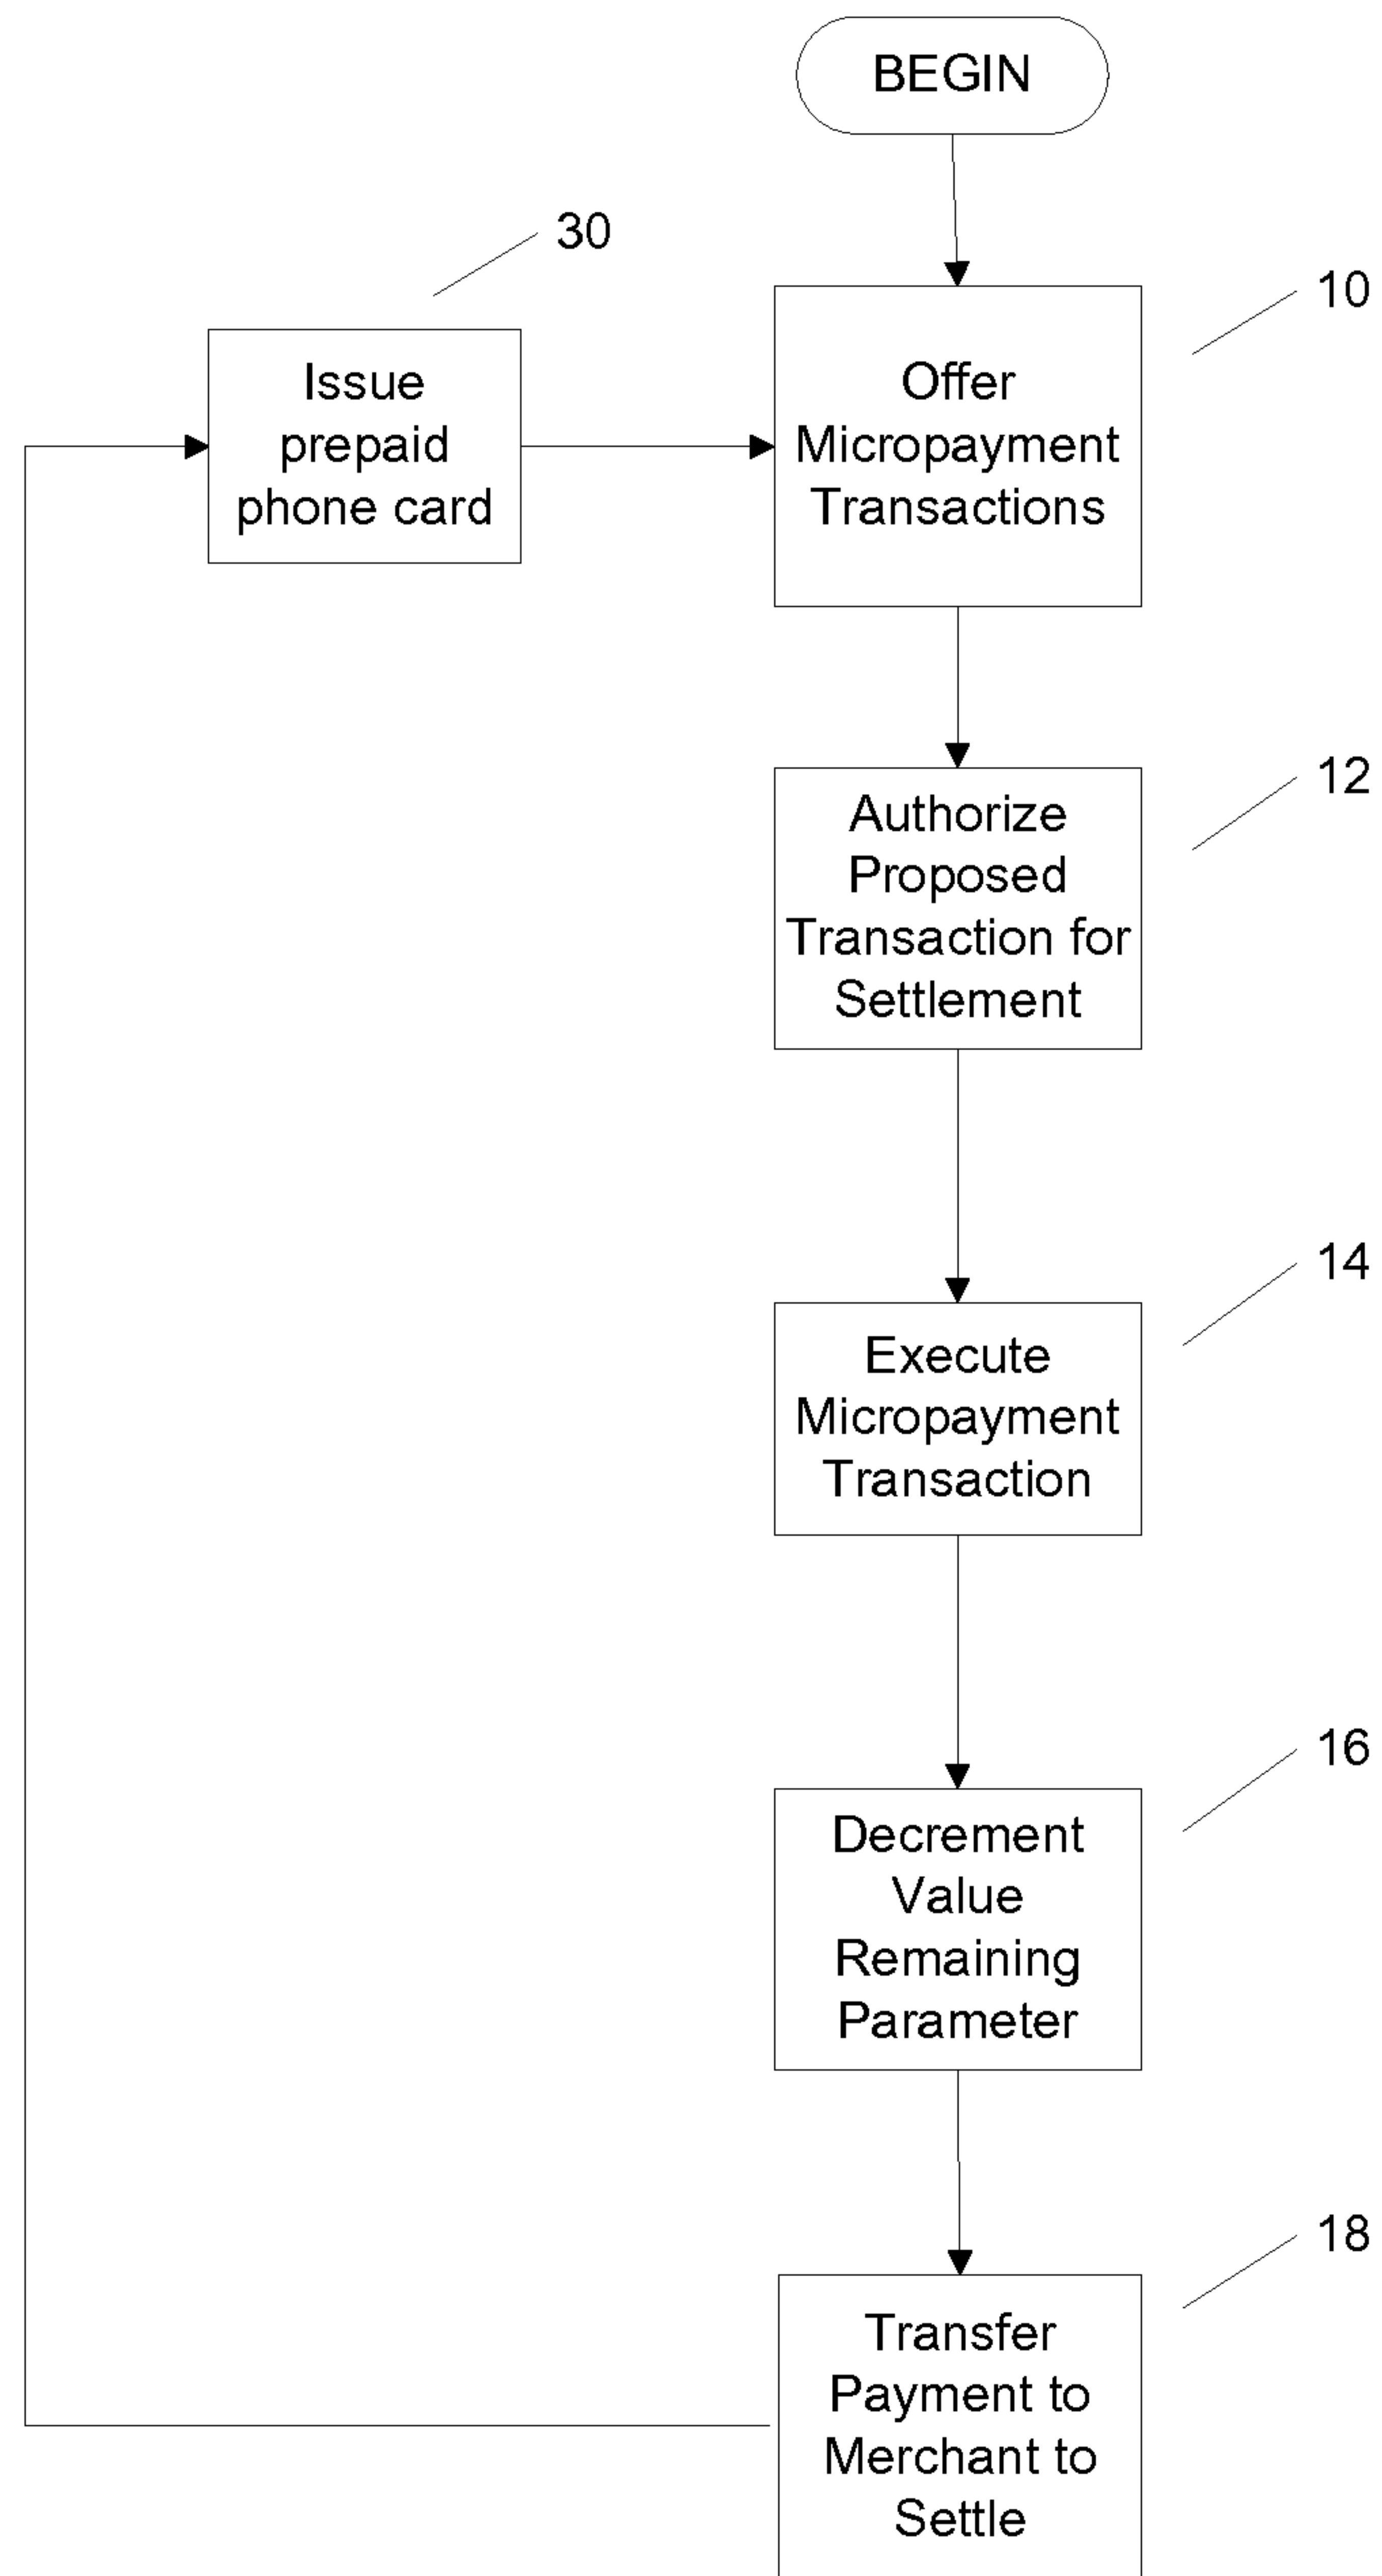 BEGIN
30
10
Issue
prepaid
phone card
Offer
Micropayment
Transactions
12
Authorize
Proposed
Transaction for
Settlement
14
Execute
Micropayment
Transaction
16
Decrement
Value
Remaining
Parameter
18
Transfer
Payment to
Merchant to
Settle